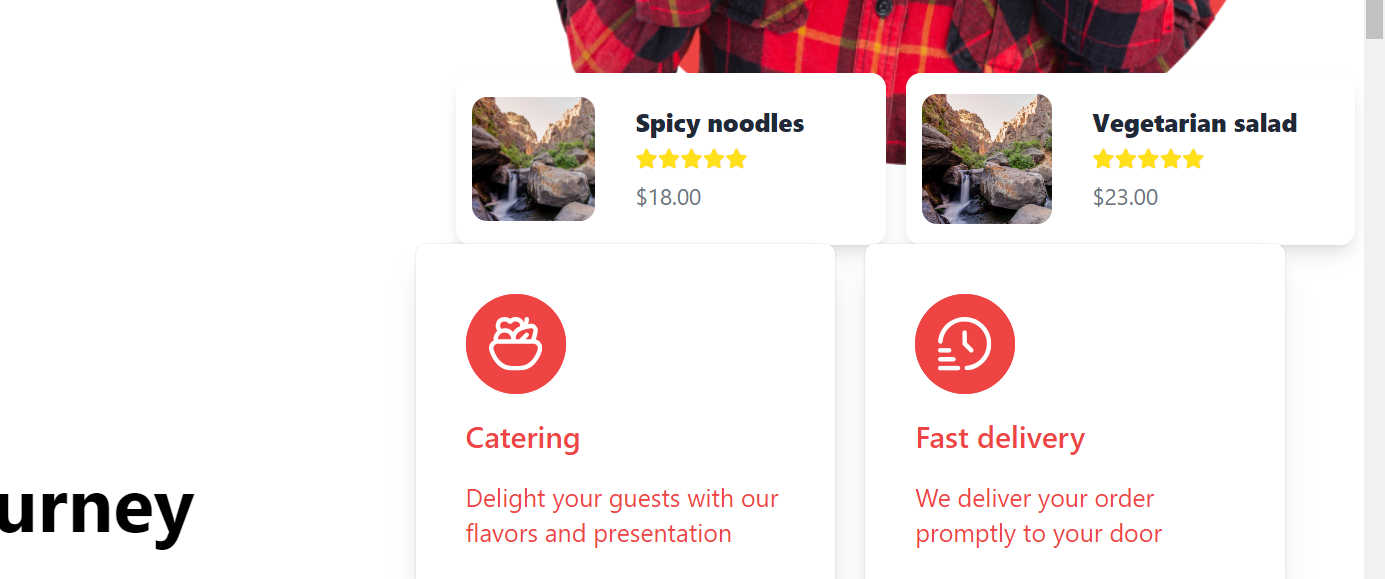 Spicy noodles
$18.00
Vegetarian salad
$23.00
Catering
Delight your guests with our
flavors and presentation
Fast delivery
We deliver your order
promptly to your door
urney